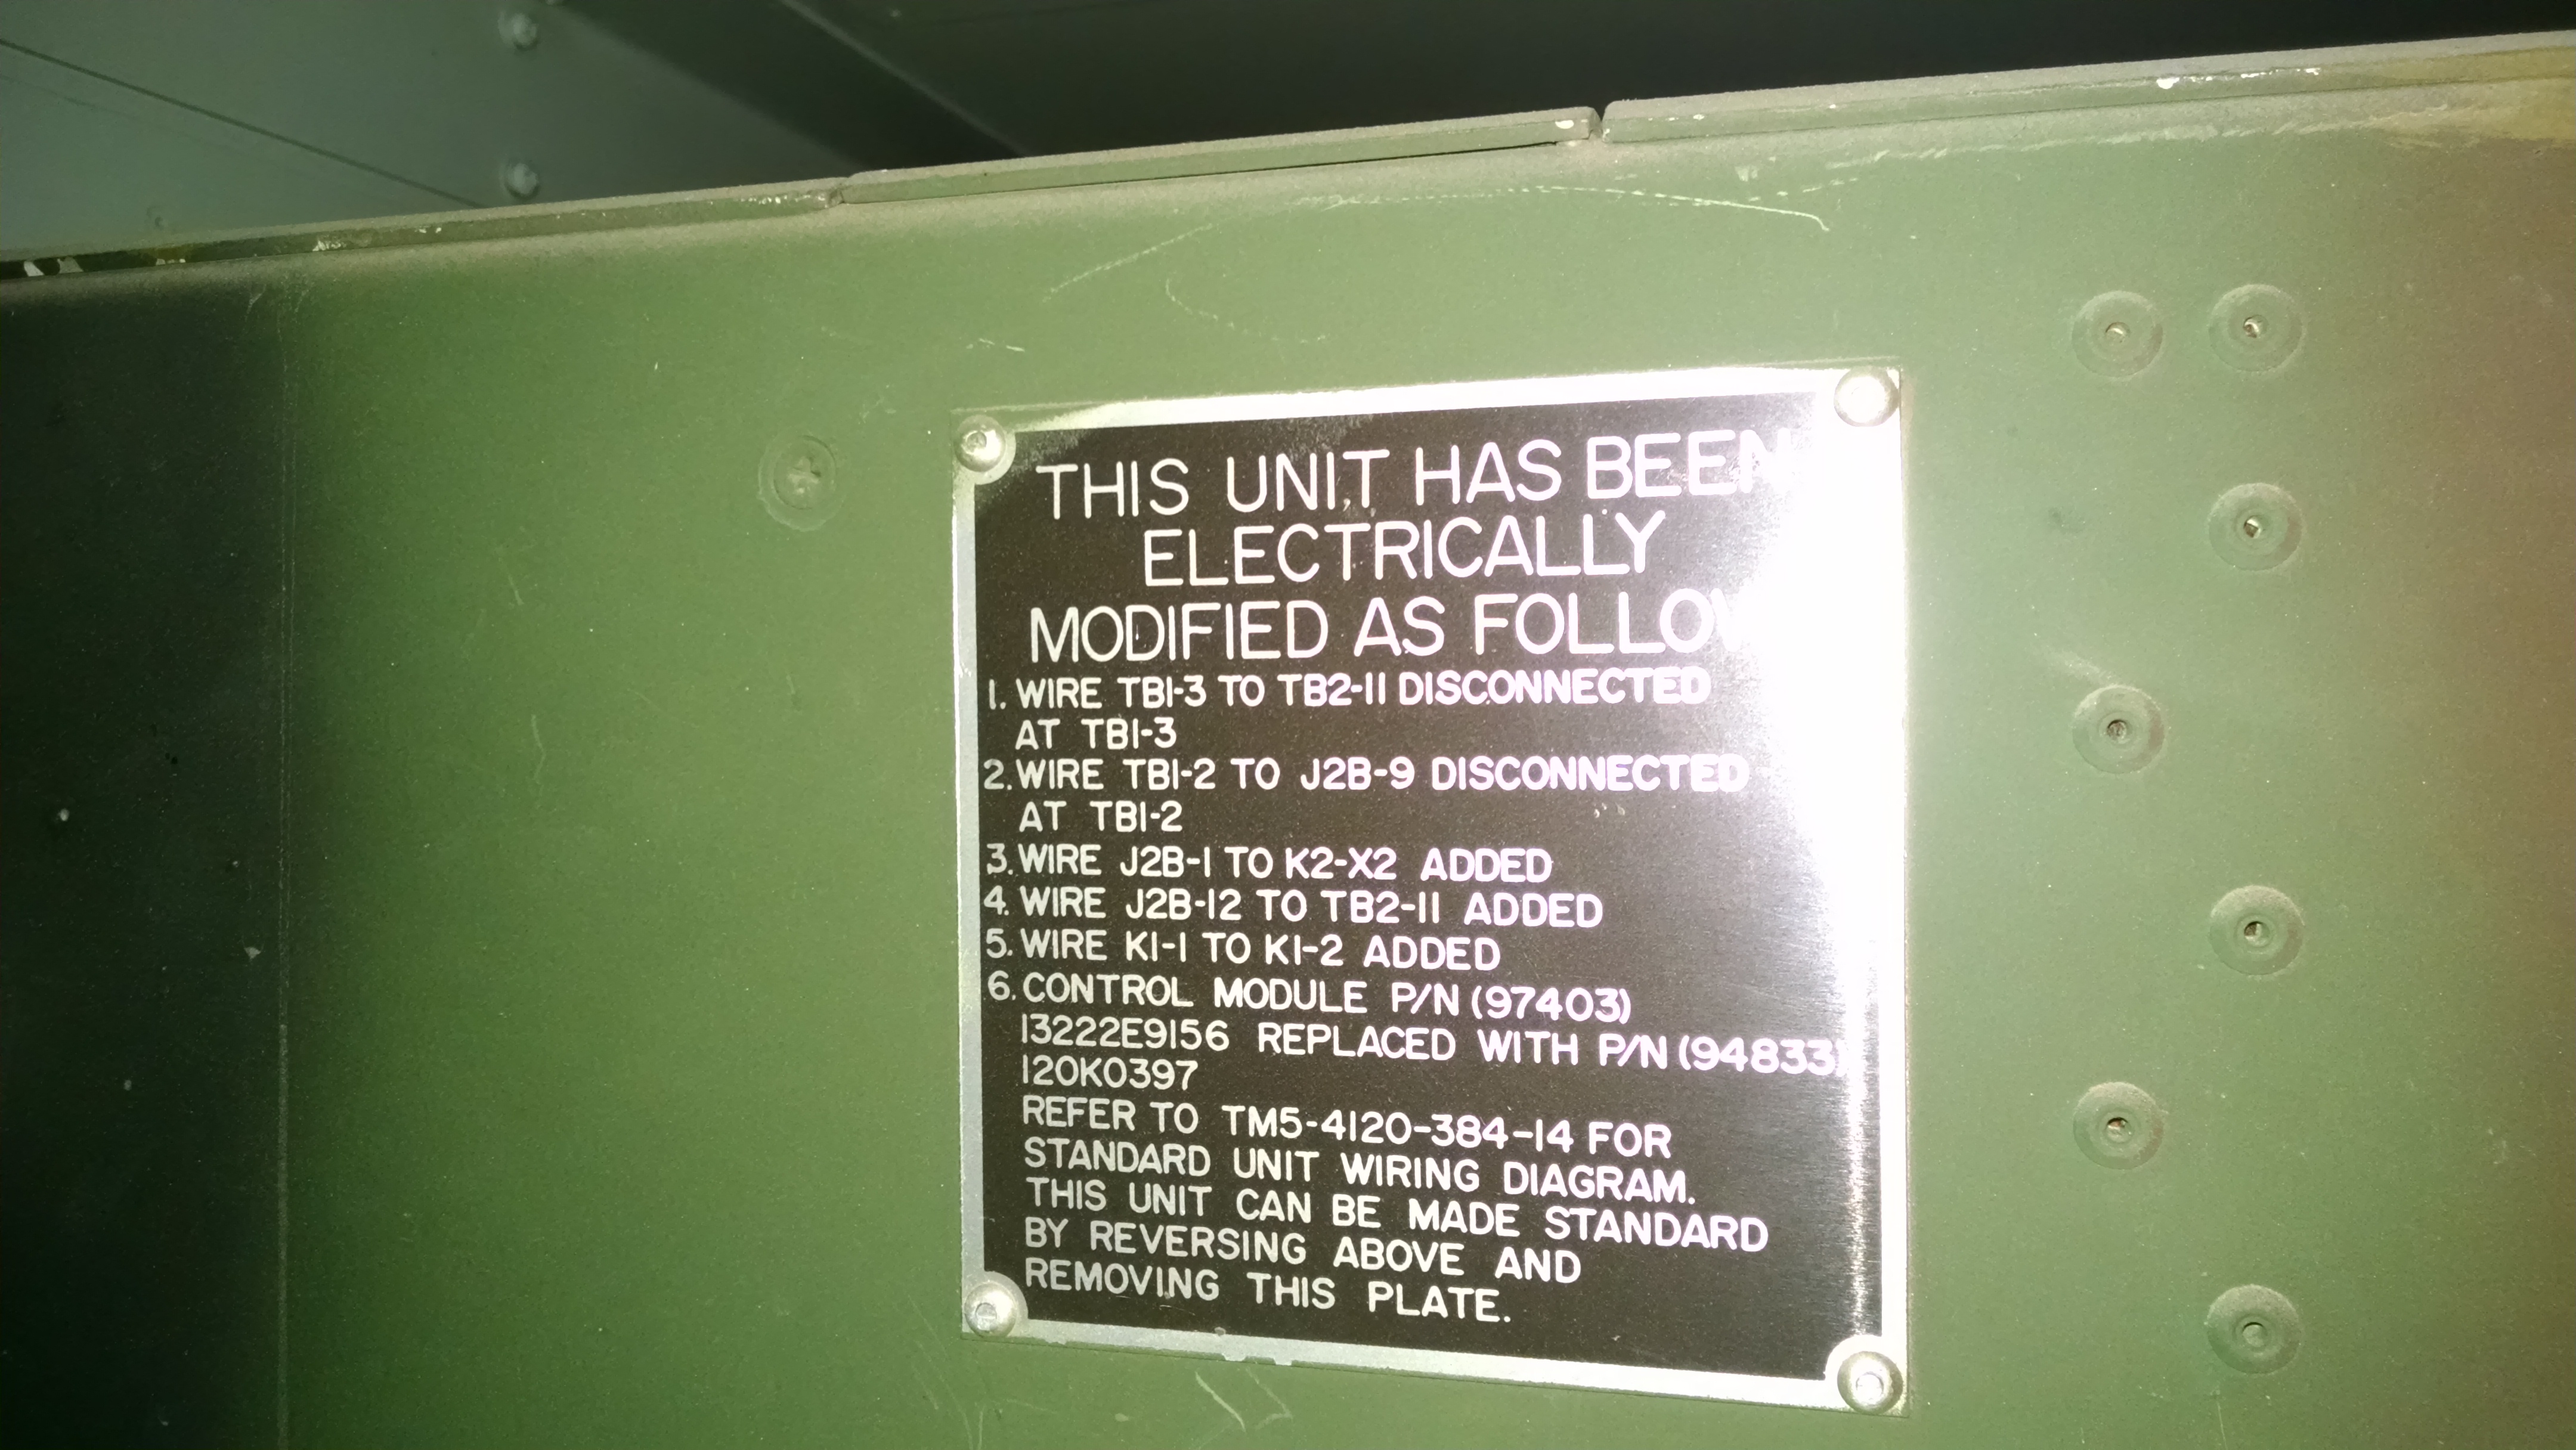 THIS UNIT HAS BEEN
ELECTRICALLY
MODIFIED AS
1. WIRE TB1-3 TO TB2-11 DISCONNECTED
AT TB1-3
2. WIRE TB1-2 TO J2B-9 DISCONNECTED
AT TB1-2
3. WIRE J2B-1 TO K2-X2 ADDED
4. WIRE J2B-12 TO TB2-11 ADDED
5. WIRE K1-1 TO K1-2 ADDED
6. CONTROL MODULE P/N (97403)
13222E9156 REPLACED WITH P/N (94833)
120K0397
REFER TO TM5-4120-384-14 FOR
STANDARD UNIT WIRING DIAGRAM.
THIS UNIT CAN BE MADE STANDARD
BY REVERSING ABOVE AND
REMOVING THIS PLATE.